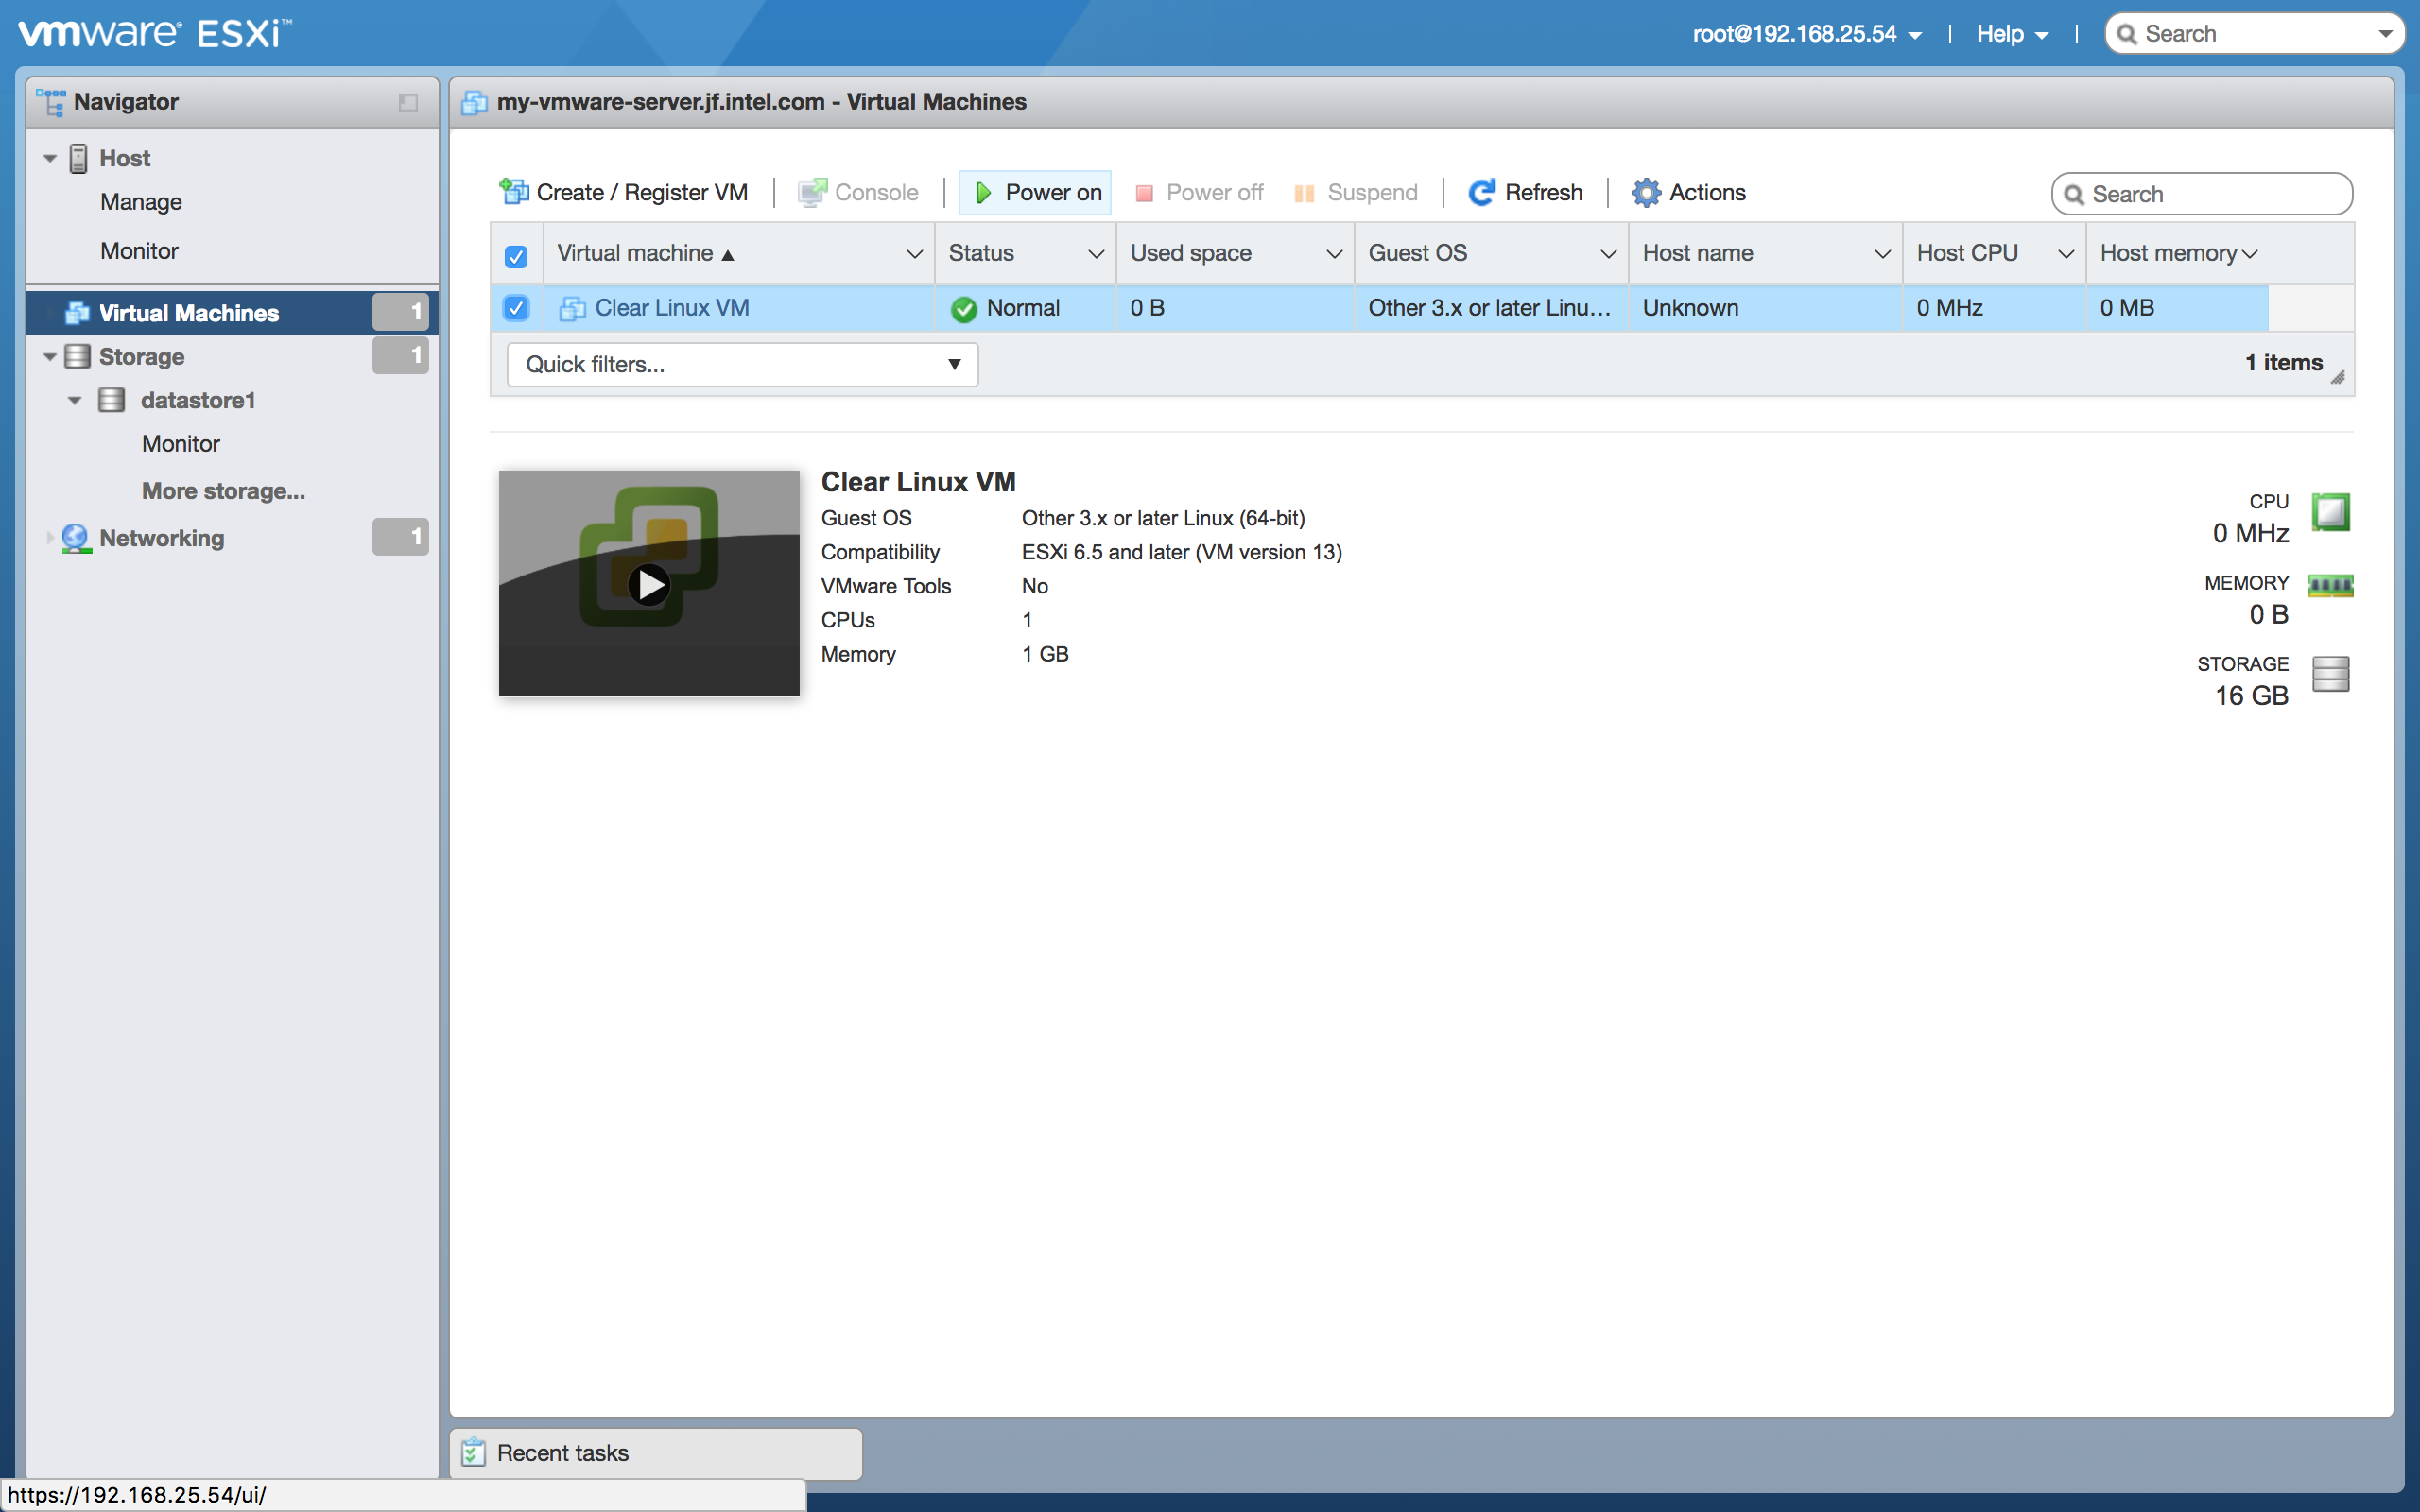 vmware® ESXi™
root@192.168.25.54 | Help | Search
Navigator
Host
Manage
Monitor
Virtual Machines 1
Storage 1
datastore1
Monitor
More storage...
Networking 1
my-vmware-server.jf.intel.com - Virtual Machines
Create / Register VM | Console | Power on Power off Suspend | Refresh | Actions Search
Virtual machine Status Used space Guest OS Host name Host CPU Host memory
Clear Linux VM Normal 0 B Other 3.x or later Linu... Unknown 0 MHz 0 MB
Quick filters... 1 items
Clear Linux VM
Guest OS Other 3.x or later Linux (64-bit)
Compatibility ESXi 6.5 and later (VM version 13)
VMware Tools No
CPUs 1
Memory 1 GB
CPU
0 MHz
MEMORY
0 B
STORAGE
16 GB
Recent tasks
https://192.168.25.54/ui/